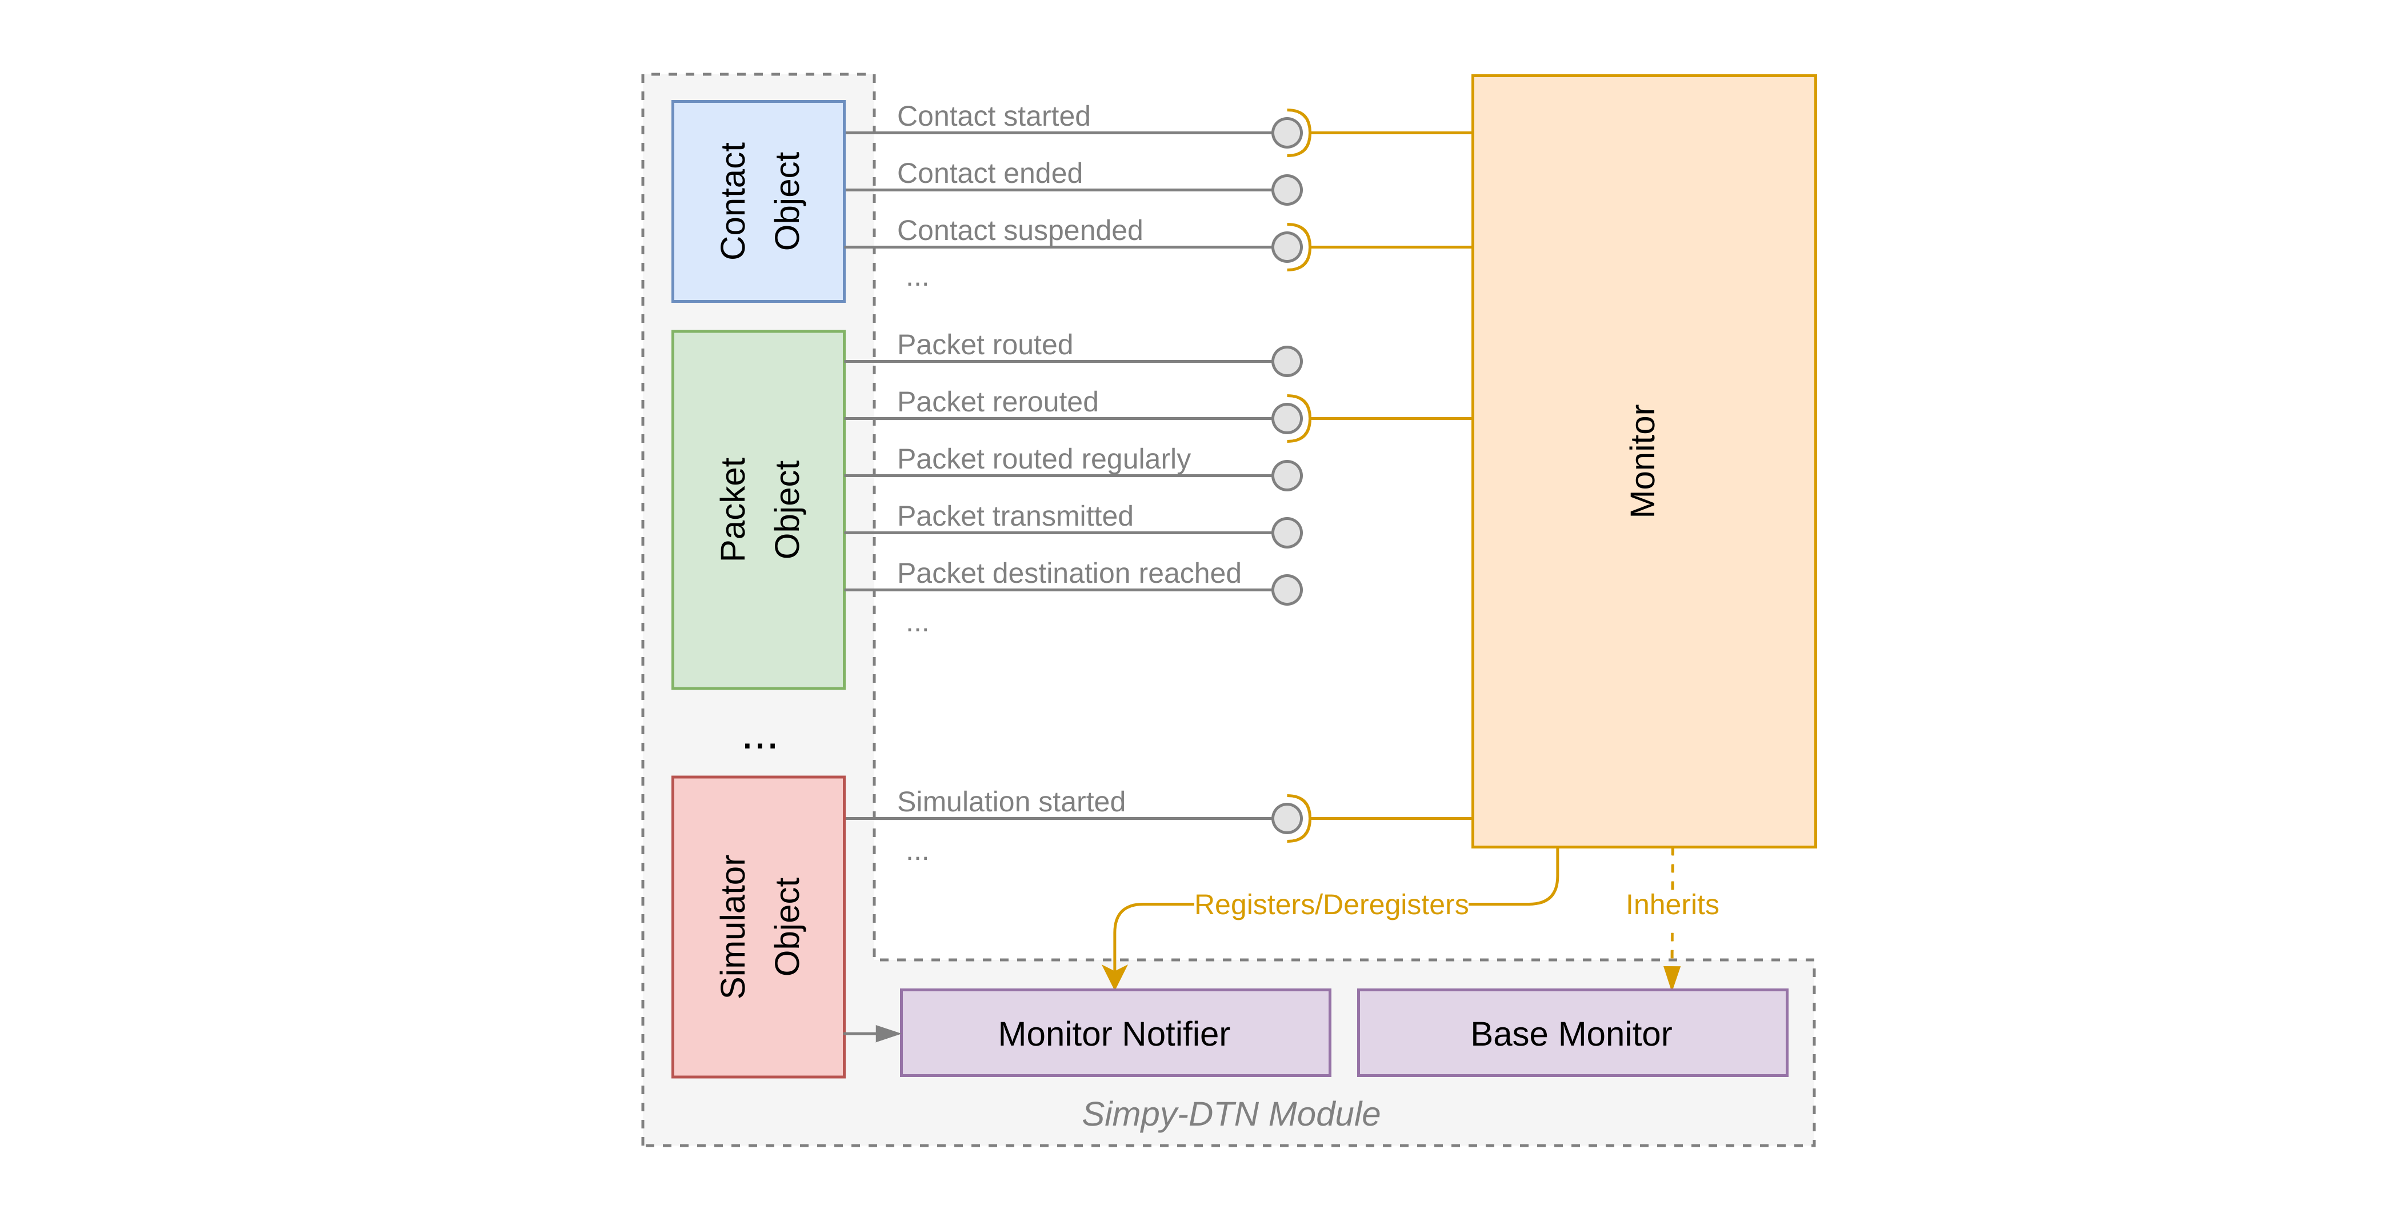 Contact
Object
Contact started
Contact ended
Contact suspended
...
Packet
Object
Packet routed
Packet rerouted
Packet routed regularly
Packet transmitted
Packet destination reached
...
...
Simulator
Object
Simulation started
...
Monitor
Registers/Deregisters
Inherits
Monitor Notifier
Base Monitor
Simpy-DTN Module